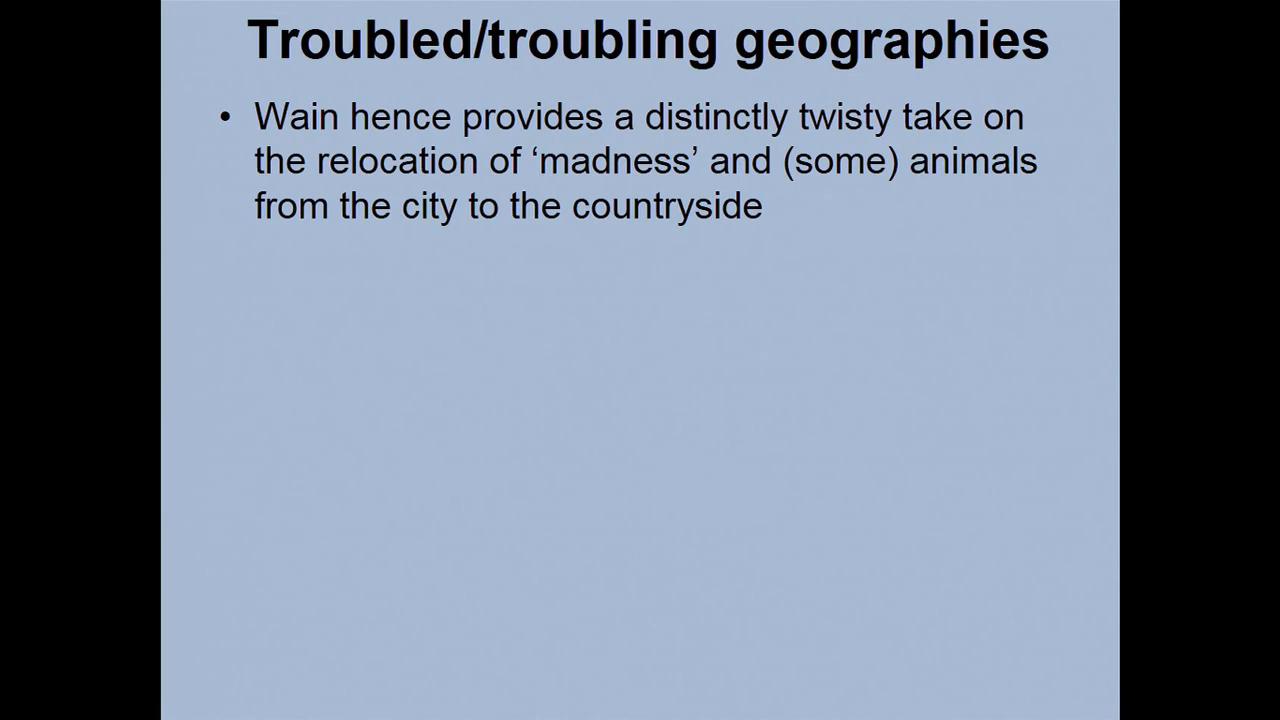 Troubled/troubling geographies
• Wain hence provides a distinctly twisty take on
the relocation of ‘madness’ and (some) animals
from the city to the countryside